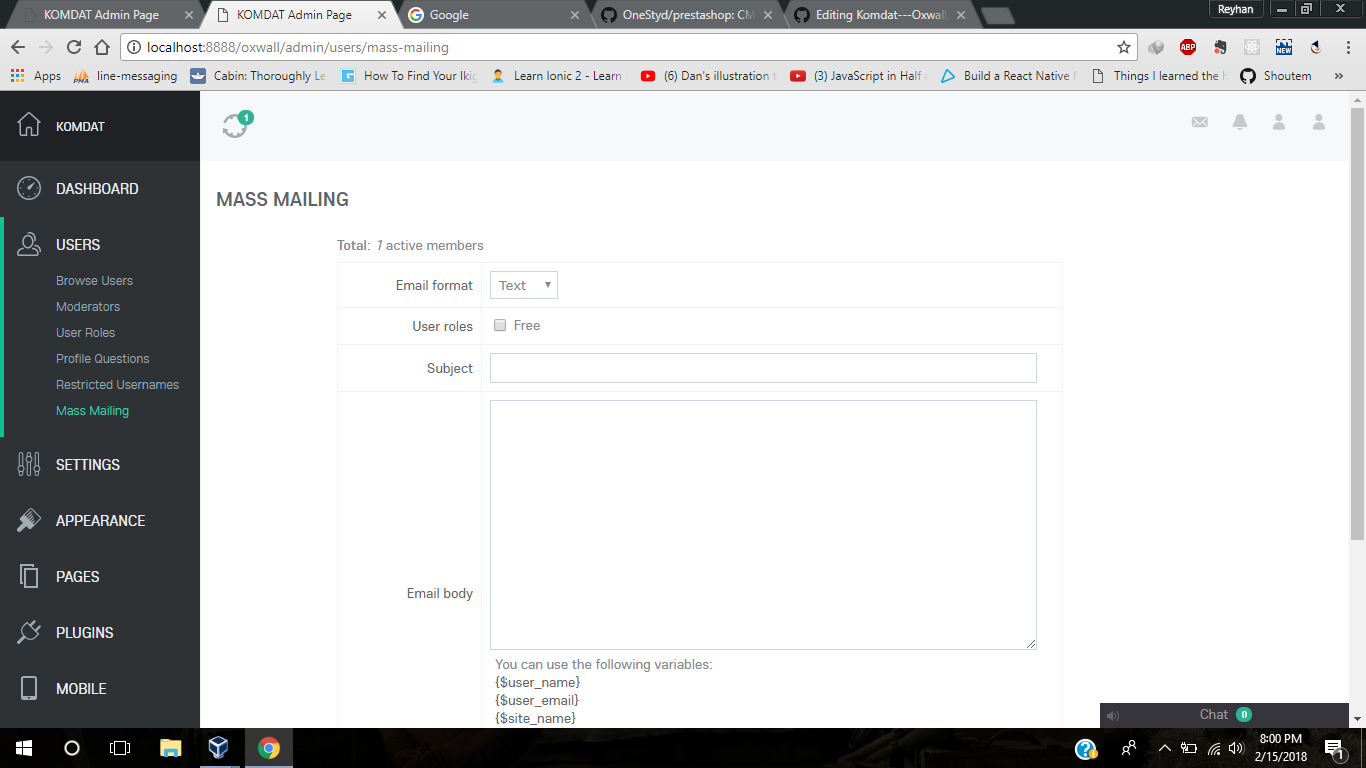 KOMDAT Admin Page
KOMDAT Admin Page
Google
OneStyd/prestashop: CM
Editing Komdat---Oxwall
Reyhan
localhost:8888/oxwall/admin/users/mass-mailing
ABP
NEW
Apps
PMA
line-messaging
Cabin: Thoroughly Le
How To Find Your Ikig
Learn Ionic 2 - Learn
(6) Dan's illustration t
(3) JavaScript in Half
Build a React Native
Things I learned the
Shoutem
»
KOMDAT
1
DASHBOARD
MASS MAILING
USERS
Total: 1 active members
Browse Users
Email format
Text
Moderators
User roles
Free
User Roles
Profile Questions
Subject
Restricted Usernames
Mass Mailing
SETTINGS
APPEARANCE
PAGES
Email body
PLUGINS
You can use the following variables:
{$user_name}
{$user_email}
{$site_name}
MOBILE
Chat 0
8:00 PM
2/15/2018
1